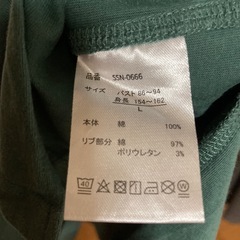 品番 SSN-0666
サイズ バスト 86〜94
身長 154〜162
L
本体 綿 100%
リブ部分 綿 97%
ポリウレタン 3%
40